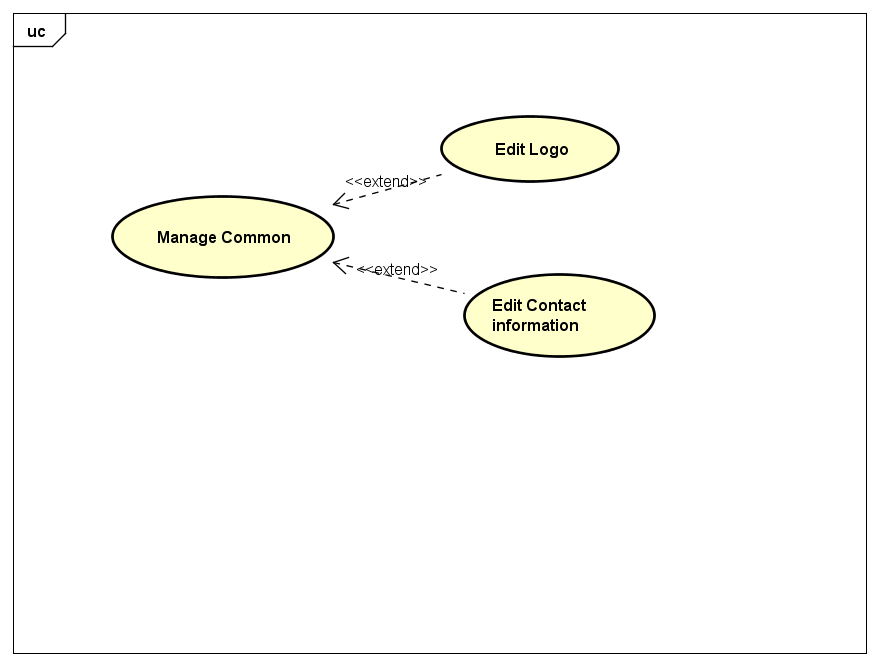 uc
Edit Logo
<<extend>>
Manage Common
<<extend>>
Edit Contact
information